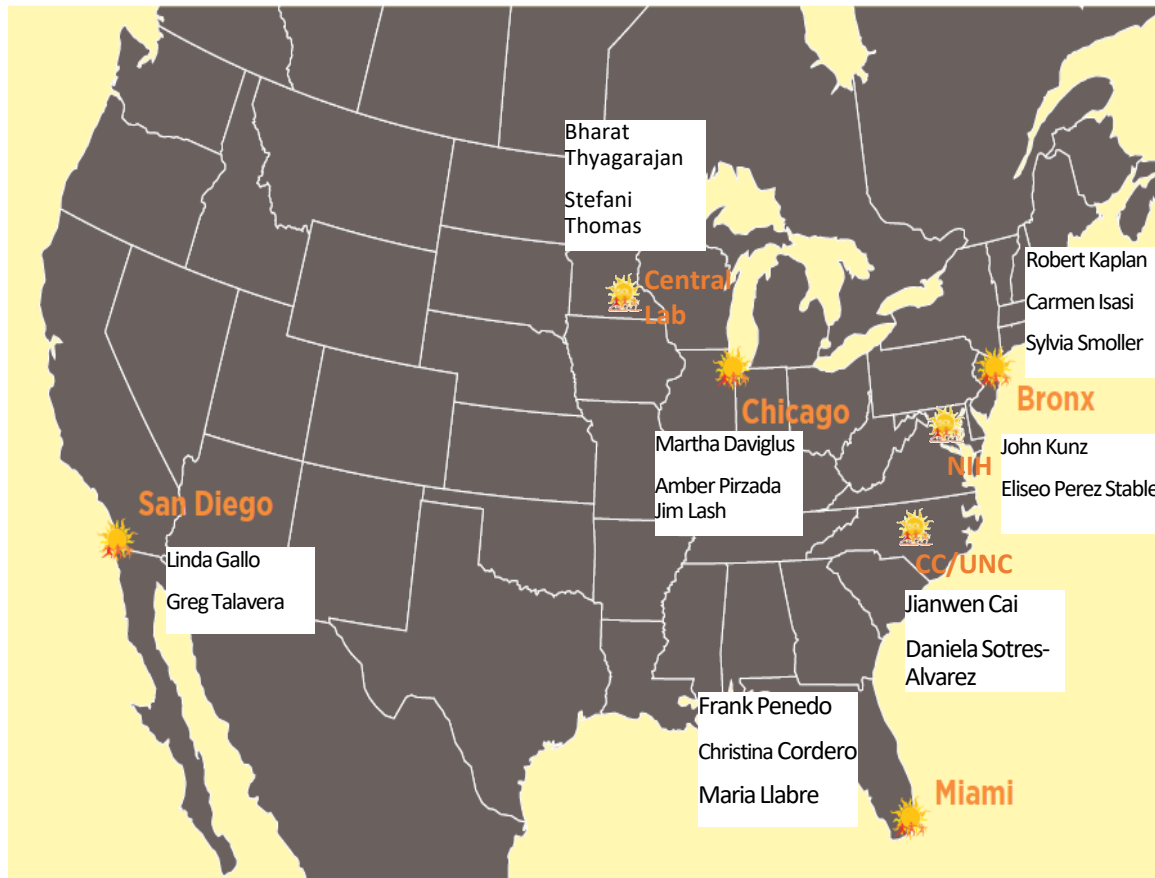 Bharat
Thyagarajan
Stefani
Thomas
Central
Lab
Robert Kaplan
Carmen Isasi
Sylvia Smoller
Bronx
Chicago
Martha Daviglus
Amber Pirzada
Jim Lash
NIH
John Kunz
Eliseo Perez Stable
San Diego
Linda Gallo
Greg Talavera
CC/UNC
Jianwen Cai
Daniela Sotres-
Alvarez
Frank Penedo
Christina Cordero
Maria Llabre
Miami